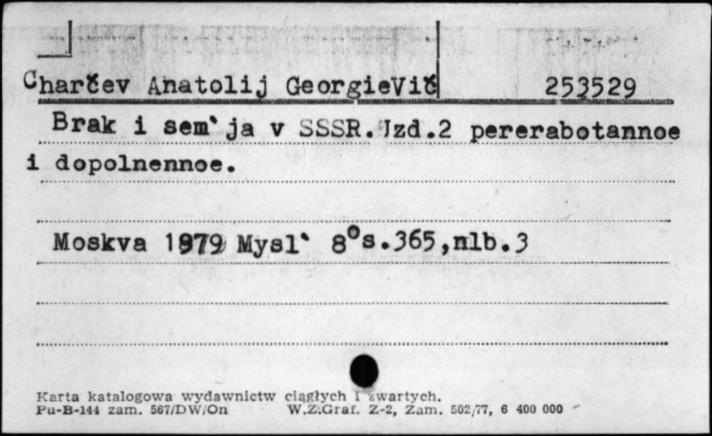 Charčev Anatolij GeorgieVič 253529
Brak i sem`ja v SSSR.Izd.2 pererabotannoe
i dopolnennoe.
Moskva 1979 Mysl` 8°s.365,nlb.3
Karta katalogowa wydawnictw ciągłych i zwartych.
Pu-B-144 zam. 567/DW/On W.Z.Graf. Z-2, Zam. 502/77, 6 400 000